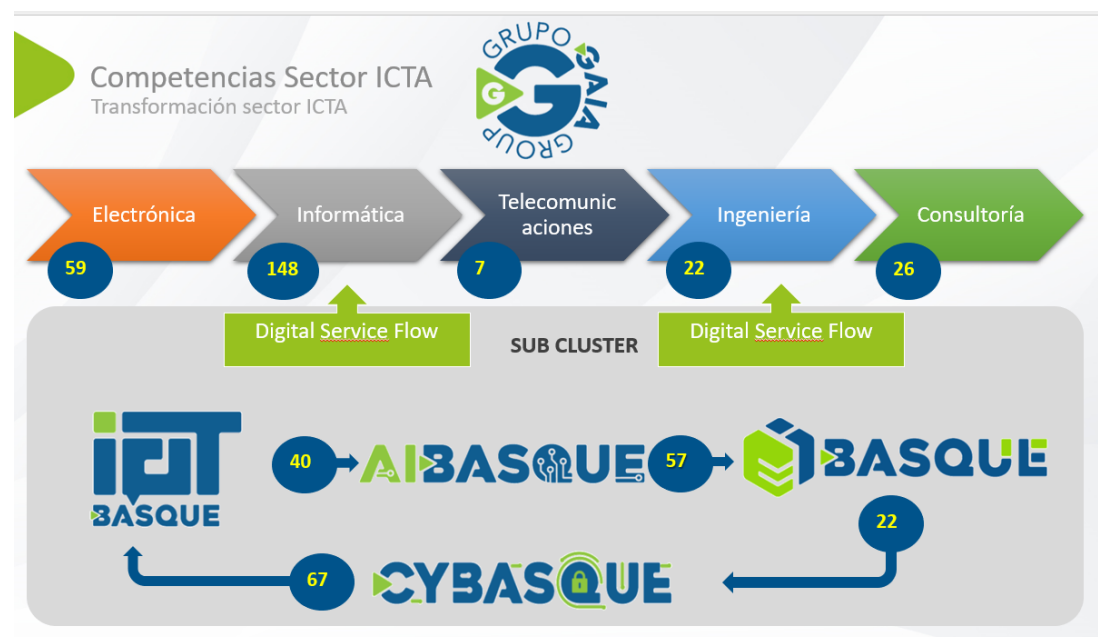 Competencias Sector ICTA
Transformación sector ICTA
GRUPO GAIA GROUP
G
Electrónica
Informática
Telecomunic
aciones
Ingeniería
Consultoría
59
148
7
22
26
Digital Service Flow
Digital Service Flow
SUB CLUSTER
IOT
BASQUE
40
AIBASQUE
57
BASQUE
22
67
CYBASQUE